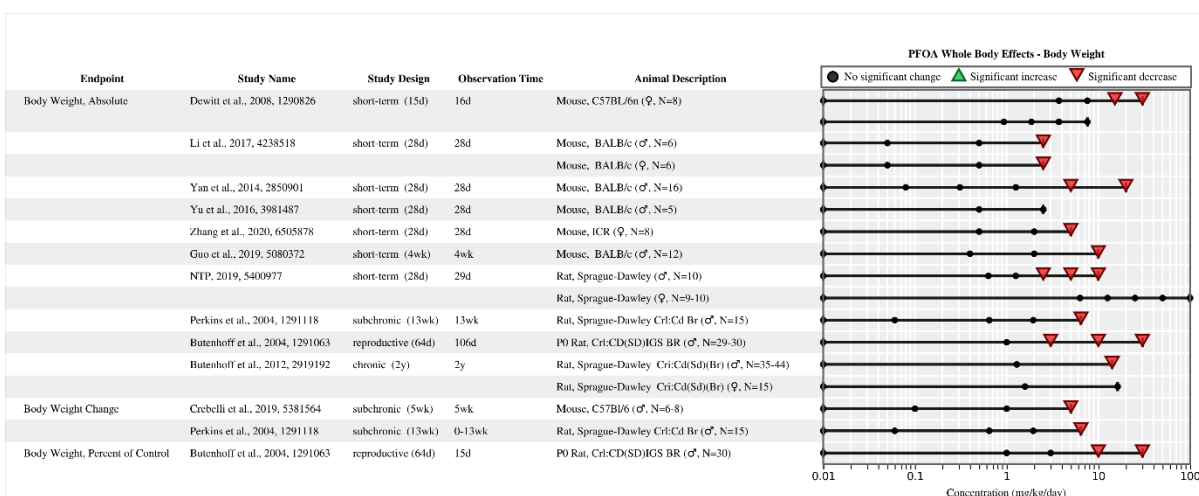 PFOA Whole Body Effects - Body Weight
Endpoint Study Name Study Design Observation Time Animal Description
No significant change Significant increase Significant decrease
Body Weight, Absolute Dewitt et al., 2008, 1290826 short-term (15d) 16d Mouse, C57BL/6n (♀, N=8)
Li et al., 2017, 4238518 short-term (28d) 28d Mouse, BALB/c (♂, N=6)
Mouse, BALB/c (♀, N=6)
Yan et al., 2014, 2850901 short-term (28d) 28d Mouse, BALB/c (♂, N=16)
Yu et al., 2016, 3981487 short-term (28d) 28d Mouse, BALB/c (♂, N=5)
Zhang et al., 2020, 6505878 short-term (28d) 28d Mouse, ICR (♀, N=8)
Guo et al., 2019, 5080372 short-term (4wk) 4wk Mouse, BALB/c (♂, N=12)
NTP, 2019, 5400977 short-term (28d) 29d Rat, Sprague-Dawley (♂, N=10)
Rat, Sprague-Dawley (♀, N=9-10)
Perkins et al., 2004, 1291118 subchronic (13wk) 13wk Rat, Sprague-Dawley Crl:Cd Br (♂, N=15)
Butenhoff et al., 2004, 1291063 reproductive (64d) 106d P0 Rat, Crl:CD(SD)IGS BR (♂, N=29-30)
Butenhoff et al., 2012, 2919192 chronic (2y) 2y Rat, Sprague-Dawley Cri:Cd(Sd)(Br) (♂, N=35-44)
Rat, Sprague-Dawley Cri:Cd(Sd)(Br) (♀, N=15)
Body Weight Change Crebelli et al., 2019, 5381564 subchronic (5wk) 5wk Mouse, C57Bl/6 (♂, N=6-8)
Perkins et al., 2004, 1291118 subchronic (13wk) 0-13wk Rat, Sprague-Dawley Crl:Cd Br (♂, N=15)
Body Weight, Percent of Control Butenhoff et al., 2004, 1291063 reproductive (64d) 15d P0 Rat, Crl:CD(SD)IGS BR (♂, N=30)
0.01 0.1 1 10 100
Concentration (mg/kg/day)